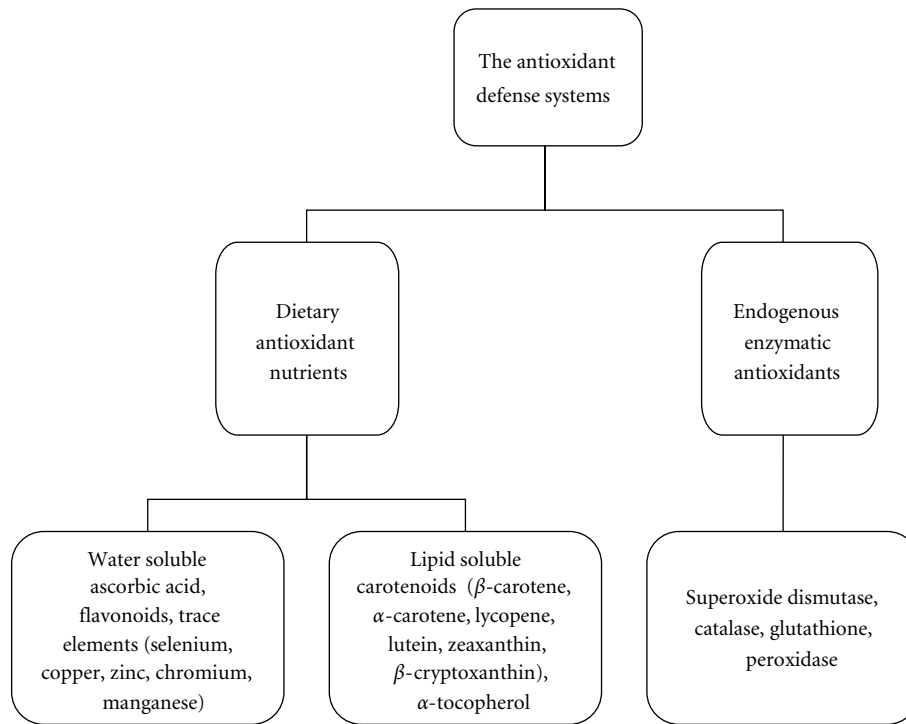 The antioxidant
defense systems
Dietary
antioxidant
nutrients
Endogenous
enzymatic
antioxidants
Water soluble
ascorbic acid,
flavonoids, trace
elements (selenium,
copper, zinc, chromium,
manganese)
Lipid soluble
carotenoids (β-carotene,
α-carotene, lycopene,
lutein, zeaxanthin,
β-cryptoxanthin),
α-tocopherol
Superoxide dismutase,
catalase, glutathione,
peroxidase